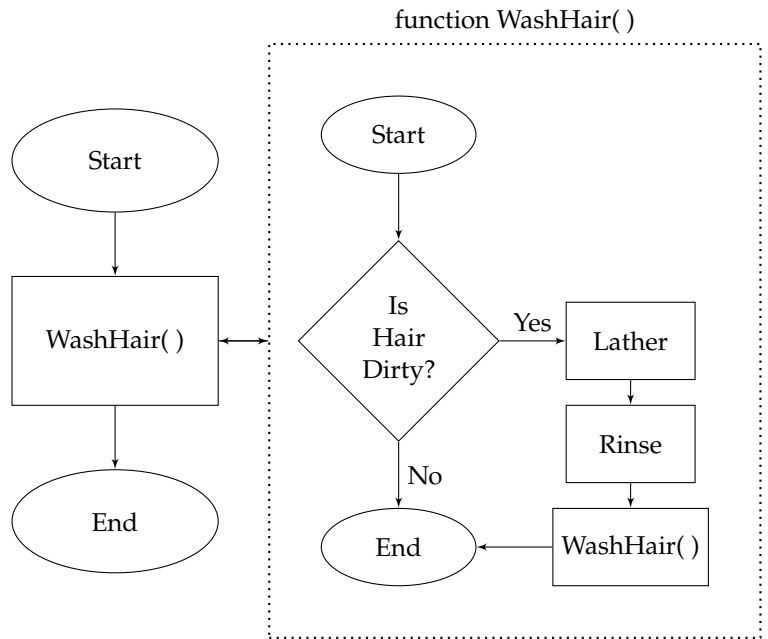 function WashHair( )
Start
WashHair( )
End
Start
Is
Hair
Dirty?
Yes
No
Lather
Rinse
WashHair( )
End